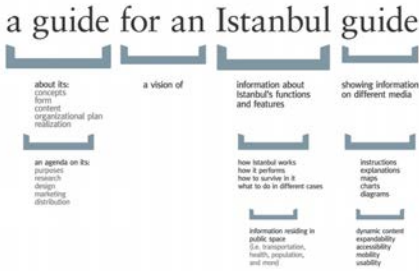 a guide for an Istanbul guide
about its:
concepts
form
content
organizational plan
realization
a vision of
information about
Istanbul's functions
and features
showing information
on different media
an agenda on its:
purposes
research
design
marketing
distribution
how Istanbul works
how it performs
how to survive in it
what to do in different cases
instructions
explanations
maps
charts
diagrams
information residing in
public space
(i.e. transportation,
health, population,
and more)
dynamic content
expandability
accessibility
mobility
usability